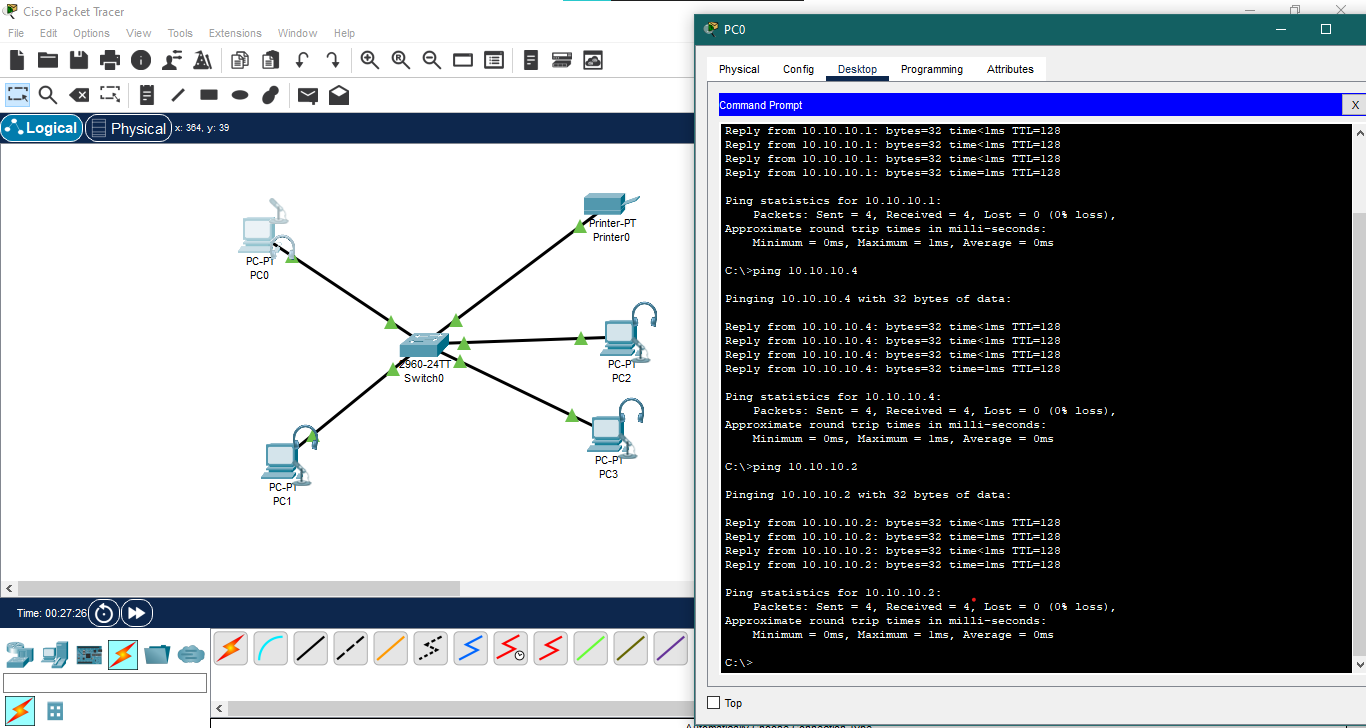 Cisco Packet Tracer
File Edit Options View Tools Extensions Window Help
Logical Physical x: 364, y: 39
PC-PT
PC0
Printer-PT
Printer0
2960-24TT
Switch0
PC-PT
PC2
PC-PT
PC3
PC-PT
PC1
Time: 00:27:26
PC0
Physical Config Desktop Programming Attributes
Command Prompt X
Reply from 10.10.10.1: bytes=32 time<1ms TTL=128
Reply from 10.10.10.1: bytes=32 time<1ms TTL=128
Reply from 10.10.10.1: bytes=32 time<1ms TTL=128
Reply from 10.10.10.1: bytes=32 time=1ms TTL=128
Ping statistics for 10.10.10.1:
Packets: Sent = 4, Received = 4, Lost = 0 (0% loss),
Approximate round trip times in milli-seconds:
Minimum = 0ms, Maximum = 1ms, Average = 0ms
C:\>ping 10.10.10.4
Pinging 10.10.10.4 with 32 bytes of data:
Reply from 10.10.10.4: bytes=32 time<1ms TTL=128
Reply from 10.10.10.4: bytes=32 time<1ms TTL=128
Reply from 10.10.10.4: bytes=32 time=1ms TTL=128
Reply from 10.10.10.4: bytes=32 time=1ms TTL=128
Ping statistics for 10.10.10.4:
Packets: Sent = 4, Received = 4, Lost = 0 (0% loss),
Approximate round trip times in milli-seconds:
Minimum = 0ms, Maximum = 1ms, Average = 0ms
C:\>ping 10.10.10.2
Pinging 10.10.10.2 with 32 bytes of data:
Reply from 10.10.10.2: bytes=32 time<1ms TTL=128
Reply from 10.10.10.2: bytes=32 time=1ms TTL=128
Reply from 10.10.10.2: bytes=32 time<1ms TTL=128
Reply from 10.10.10.2: bytes=32 time=1ms TTL=128
Ping statistics for 10.10.10.2:
Packets: Sent = 4, Received = 4, Lost = 0 (0% loss),
Approximate round trip times in milli-seconds:
Minimum = 0ms, Maximum = 1ms, Average = 0ms
C:\>
Top